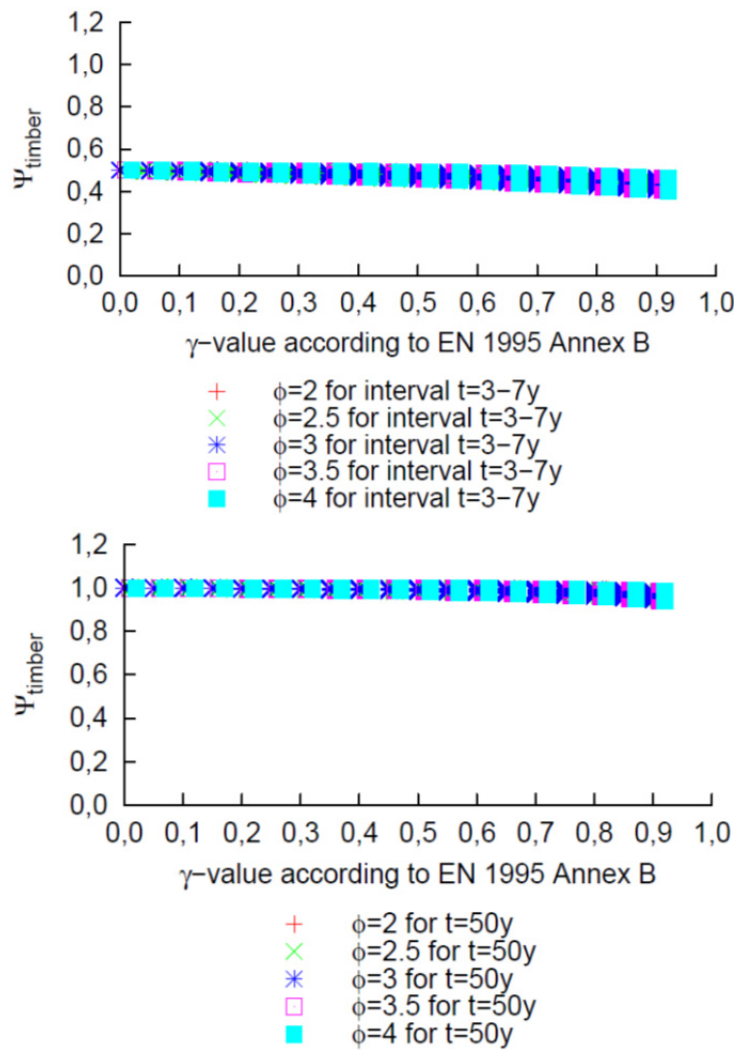 1,2
1,0
0,8
0,6
0,4
0,2
0,0
Ψtimber
0,0 0,1 0,2 0,3 0,4 0,5 0,6 0,7 0,8 0,9 1,0
γ−value according to EN 1995 Annex B
ϕ=2 for interval t=3−7y
ϕ=2.5 for interval t=3−7y
ϕ=3 for interval t=3−7y
ϕ=3.5 for interval t=3−7y
ϕ=4 for interval t=3−7y
1,2
1,0
0,8
0,6
0,4
0,2
0,0
Ψtimber
0,0 0,1 0,2 0,3 0,4 0,5 0,6 0,7 0,8 0,9 1,0
γ−value according to EN 1995 Annex B
ϕ=2 for t=50y
ϕ=2.5 for t=50y
ϕ=3 for t=50y
ϕ=3.5 for t=50y
ϕ=4 for t=50y